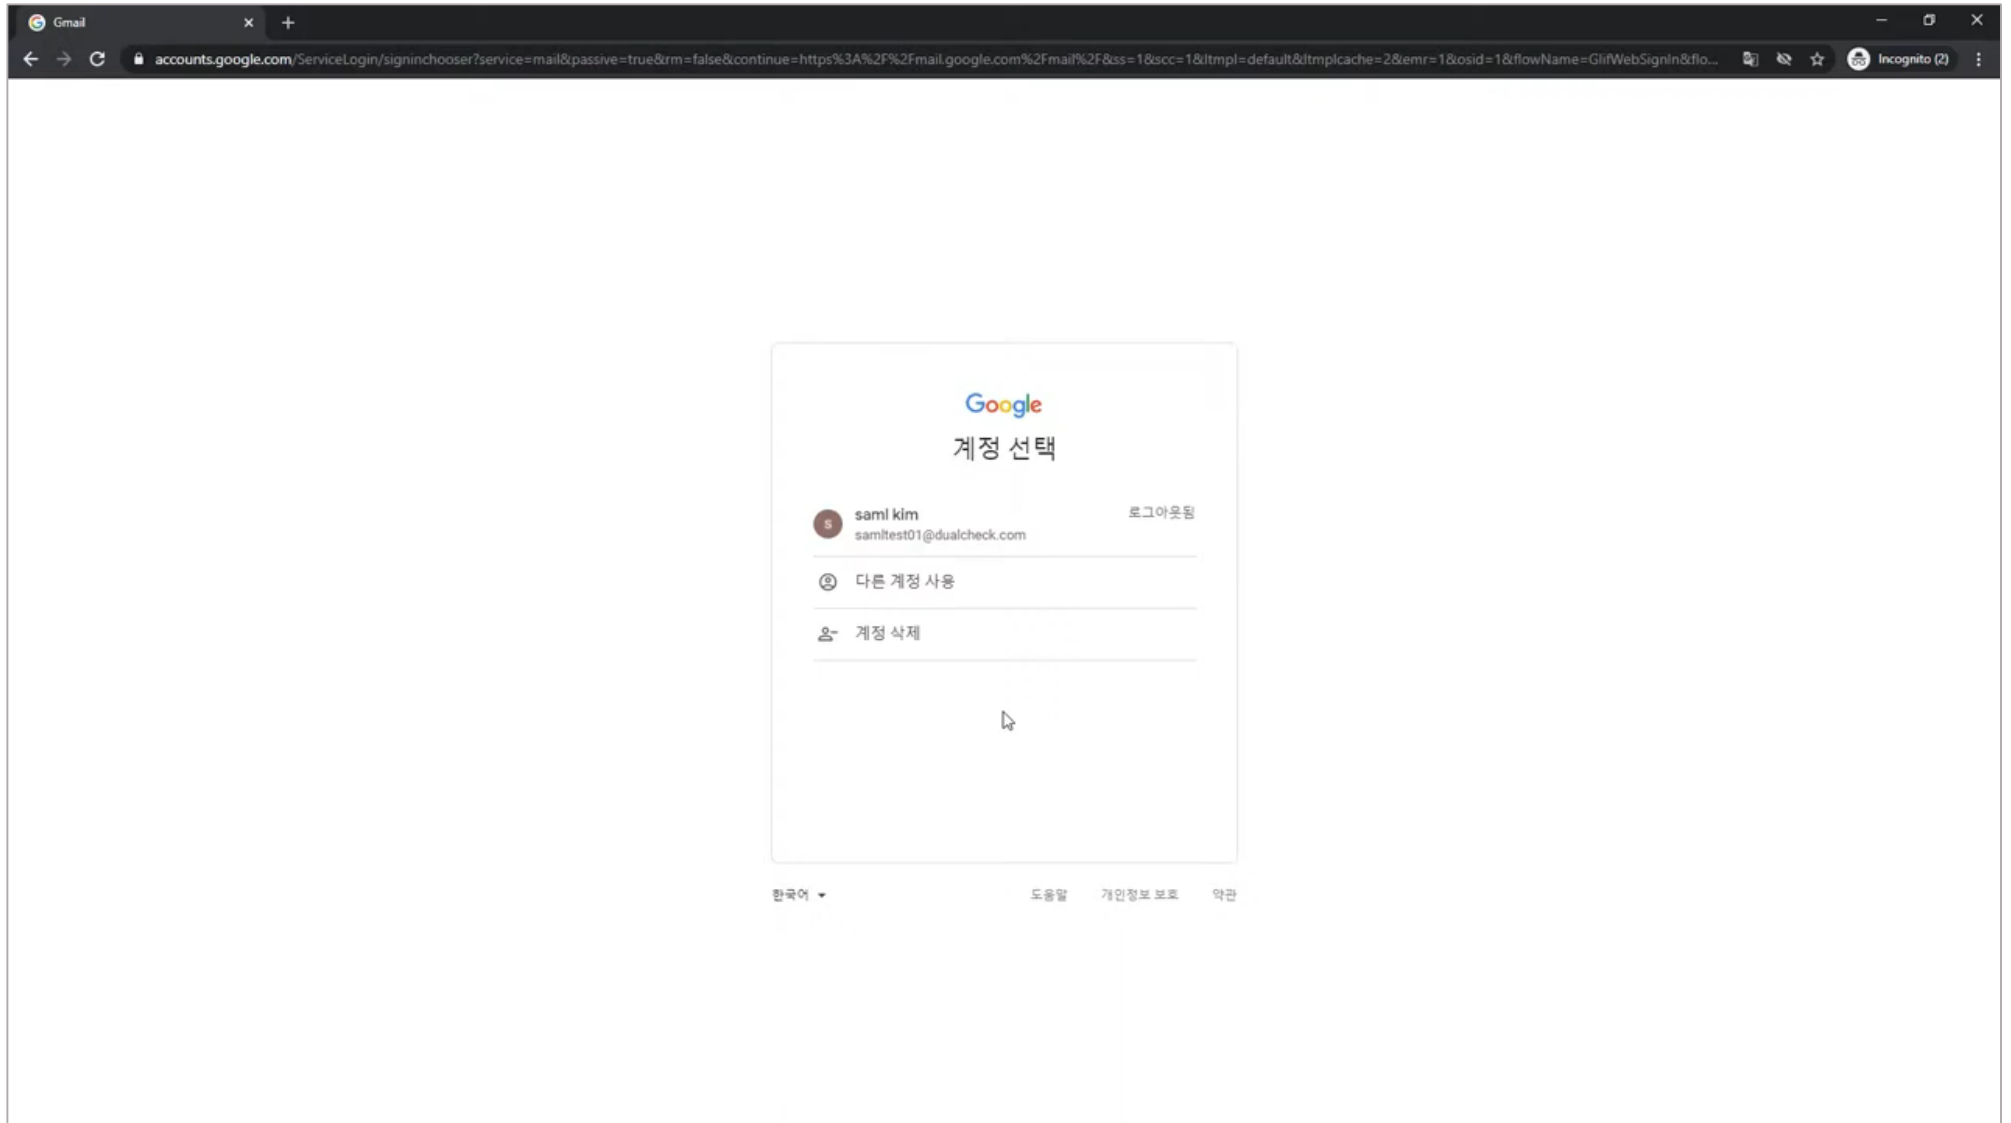 Gmail
accounts.google.com/ServiceLogin/signinchooser?service=mail&passive=true&rm=false&continue=https%3A%2F%2Fmail.google.com%2Fmail%2F&ss=1&scc=1&ltmpl=default&ltmplcache=2&emr=1&osid=1&flowName=GlifWebSignIn&flo...
Incognito (2)
Google
계정 선택
S
saml kim
로그아웃됨
samltest01@dualcheck.com
다른 계정 사용
계정 삭제
한국어
도움말
개인정보 보호
약관